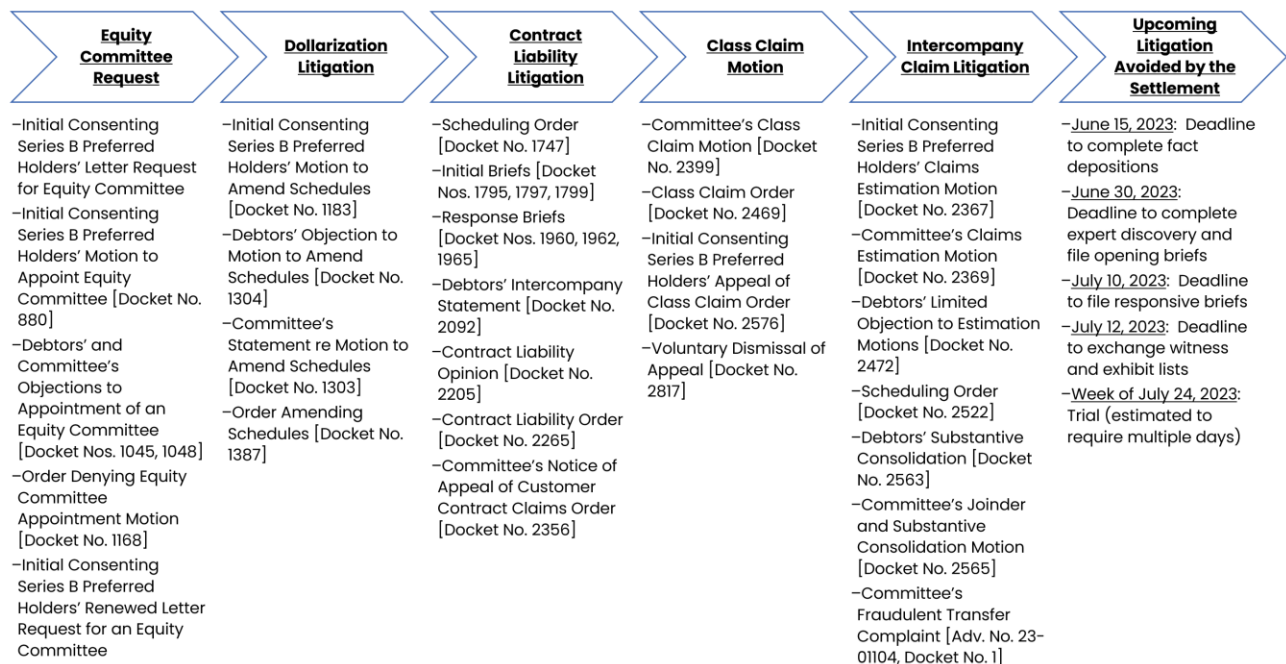 Equity
Committee
Request
–Initial Consenting
Series B Preferred
Holders’ Letter Request
for Equity Committee
–Initial Consenting
Series B Preferred
Holders’ Motion to
Appoint Equity
Committee [Docket No.
880]
–Debtors’ and
Committee’s
Objections to
Appointment of an
Equity Committee
[Docket Nos. 1045, 1048]
–Order Denying Equity
Committee
Appointment Motion
[Docket No. 1168]
–Initial Consenting
Series B Preferred
Holders’ Renewed Letter
Request for an Equity
Committee
Dollarization
Litigation
–Initial Consenting
Series B Preferred
Holders’ Motion to
Amend Schedules
[Docket No. 1183]
–Debtors’ Objection to
Motion to Amend
Schedules [Docket No.
1304]
–Committee’s
Statement re Motion to
Amend Schedules
[Docket No. 1303]
–Order Amending
Schedules [Docket No.
1387]
Contract
Liability
Litigation
–Scheduling Order
[Docket No. 1747]
–Initial Briefs [Docket
Nos. 1795, 1797, 1799]
–Response Briefs
[Docket Nos. 1960, 1962,
1965]
–Debtors’ Intercompany
Statement [Docket No.
2092]
–Contract Liability
Opinion [Docket No.
2205]
–Contract Liability Order
[Docket No. 2265]
–Committee’s Notice of
Appeal of Customer
Contract Claims Order
[Docket No. 2356]
Class Claim
Motion
–Committee’s Class
Claim Motion [Docket
No. 2399]
–Class Claim Order
[Docket No. 2469]
–Initial Consenting
Series B Preferred
Holders’ Appeal of
Class Claim Order
[Docket No. 2576]
–Voluntary Dismissal of
Appeal [Docket No.
2817]
Intercompany
Claim Litigation
–Initial Consenting
Series B Preferred
Holders’ Claims
Estimation Motion
[Docket No. 2367]
–Committee’s Claims
Estimation Motion
[Docket No. 2369]
–Debtors’ Limited
Objection to Estimation
Motions [Docket No.
2472]
–Scheduling Order
[Docket No. 2522]
–Debtors’ Substantive
Consolidation [Docket
No. 2563]
–Committee’s Joinder
and Substantive
Consolidation Motion
[Docket No. 2565]
–Committee’s
Fraudulent Transfer
Complaint [Adv. No. 23-
01104, Docket No. 1]
Upcoming
Litigation
Avoided by the
Settlement
–June 15, 2023: Deadline
to complete fact
depositions
–June 30, 2023:
Deadline to complete
expert discovery and
file opening briefs
–July 10, 2023: Deadline
to file responsive briefs
–July 12, 2023: Deadline
to exchange witness
and exhibit lists
–Week of July 24, 2023:
Trial (estimated to
require multiple days)